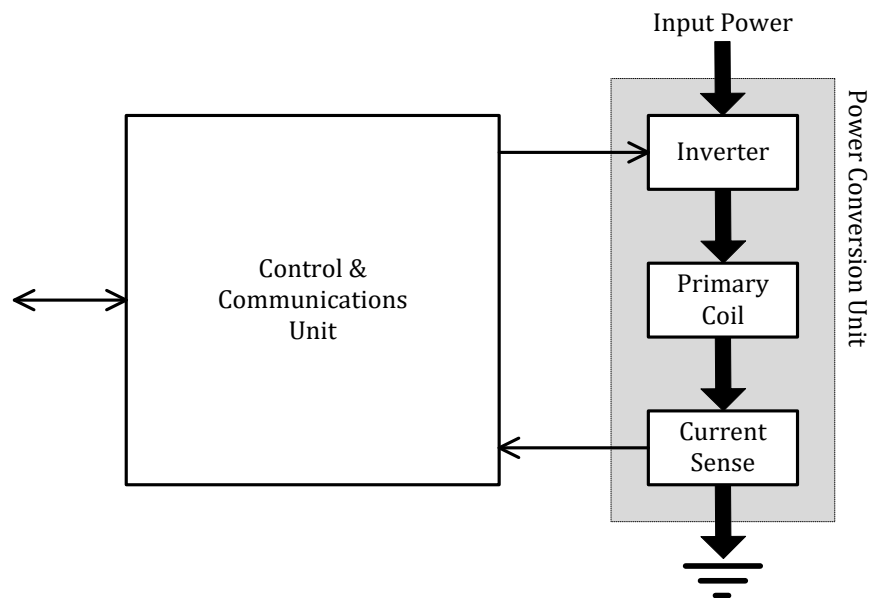 Input Power
Inverter
Power Conversion Unit
Control &
Communications
Unit
Primary
Coil
Current
Sense